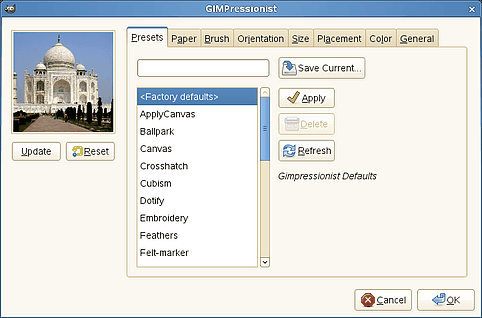 GIMPressionist
Presets Paper Brush Orientation Size Placement Color General
Save Current...
<Factory defaults>
ApplyCanvas
Ballpark
Canvas
Crosshatch
Cubism
Dotify
Embroidery
Feathers
Felt-marker
Apply
Delete
Refresh
Gimpressionist Defaults
Update Reset
Cancel OK